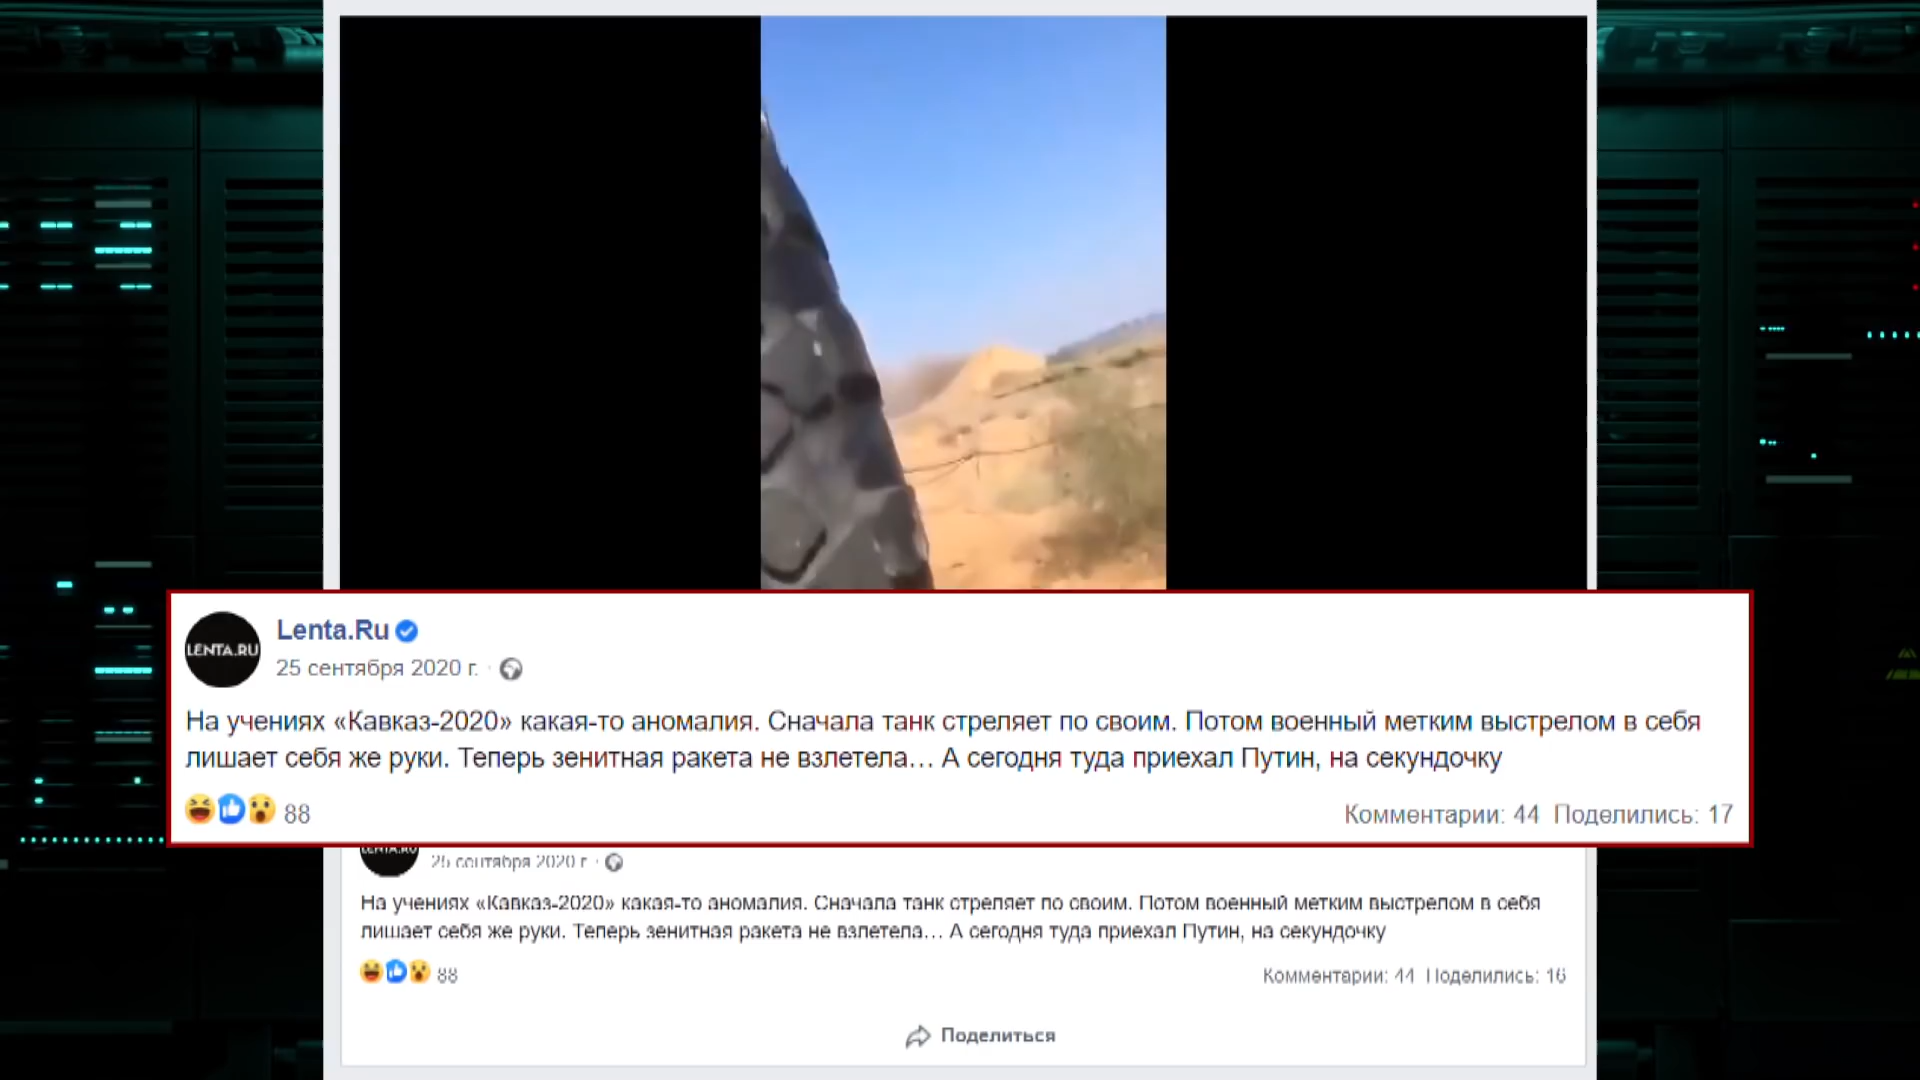 LENTA.RU
Lenta.Ru
25 сентября 2020 г. ·
На учениях «Кавказ-2020» какая-то аномалия. Сначала танк стреляет по своим. Потом военный метким выстрелом в себя
лишает себя же руки. Теперь зенитная ракета не взлетела... А сегодня туда приехал Путин, на секундочку
88
Комментарии: 44 Поделились: 17
LENTA.RU
25 сентября 2020 г ·
На учениях «Кавказ-2020» какая-то аномалия. Сначала танк стреляет по своим. Потом военный метким выстрелом в себя
лишает себя же руки. Теперь зенитная ракета не взлетела... А сегодня туда приехал Путин, на секундочку
88
Комментарии: 44 Поделились: 16
Поделиться